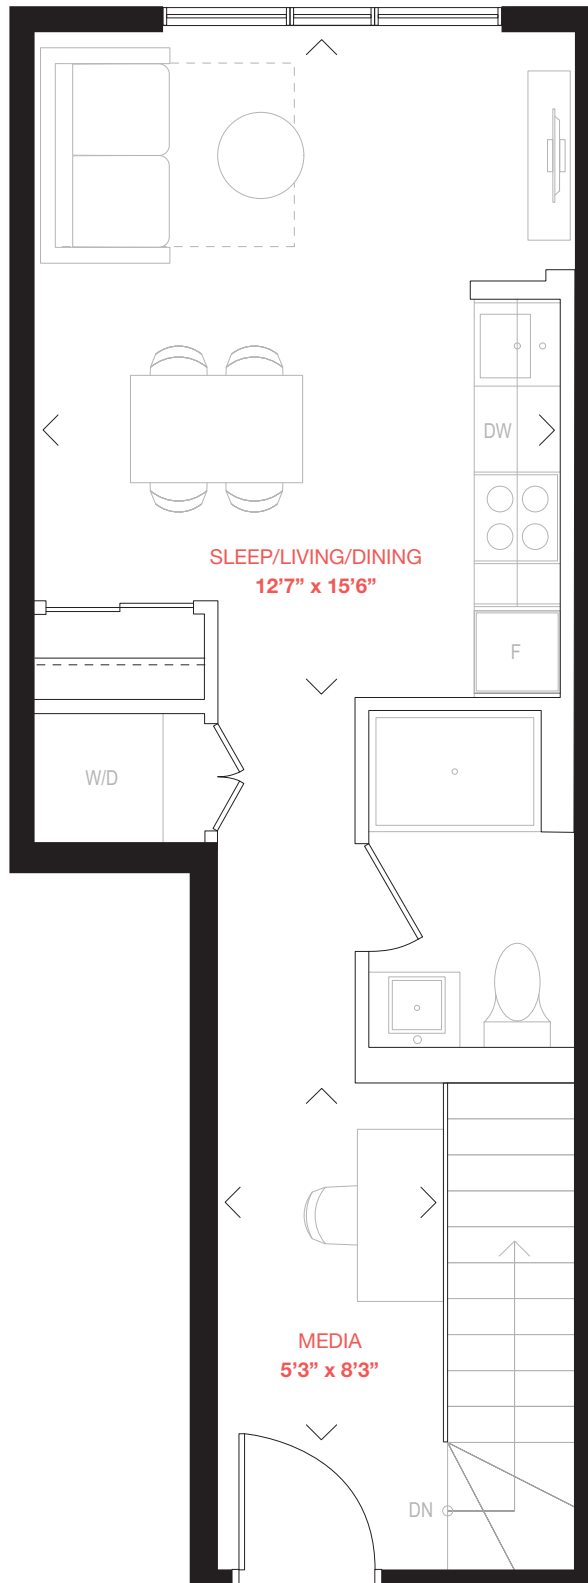 DW
SLEEP/LIVING/DINING
12’7” x 15’6”
F
W/D
MEDIA
5’3” x 8’3”
DN